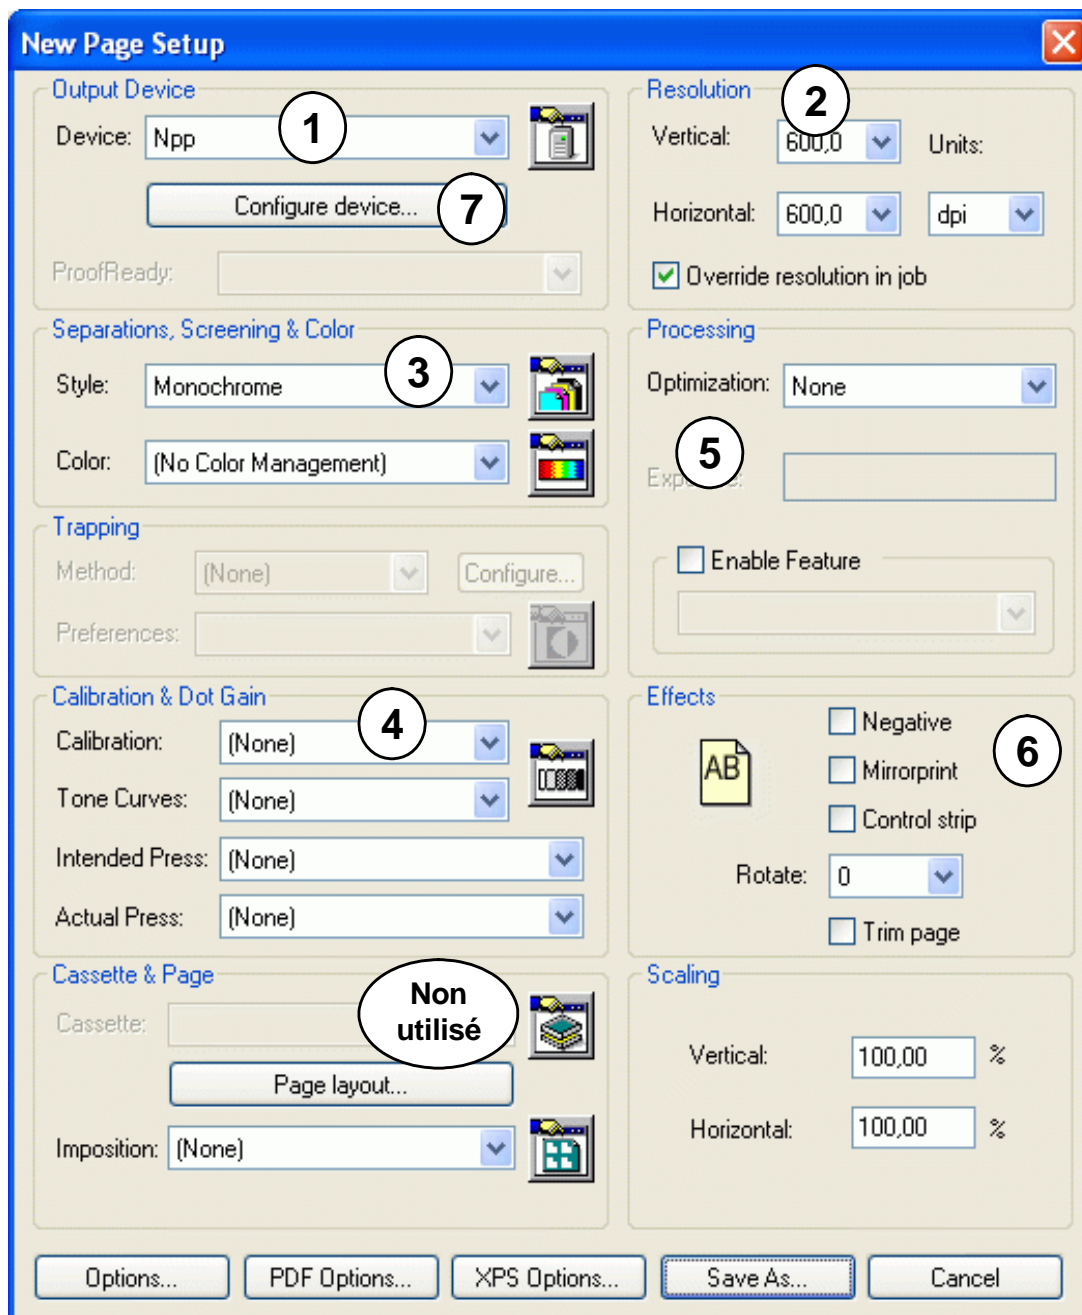 New Page Setup
Output Device
1
Device: Npp
Configure device... 7
ProofReady:
Resolution
2
Vertical: 600,0 Units:
Horizontal: 600,0 dpi
Override resolution in job
Separations, Screening & Color
Style: Monochrome 3
Color: (No Color Management)
Processing
Optimization: None
5
Enable Feature
Trapping
Method: (None) Configure...
Preferences:
Calibration & Dot Gain
Calibration: (None) 4
Tone Curves: (None)
Intended Press: (None)
Actual Press: (None)
Effects
AB
Negative
Mirrorprint
6
Control strip
Rotate: 0
Trim page
Cassette & Page
Cassette:
Non
utilisé
Page layout...
Imposition: (None)
Scaling
Vertical: 100,00 %
Horizontal: 100,00 %
Options... PDF Options... XPS Options... Save As... Cancel